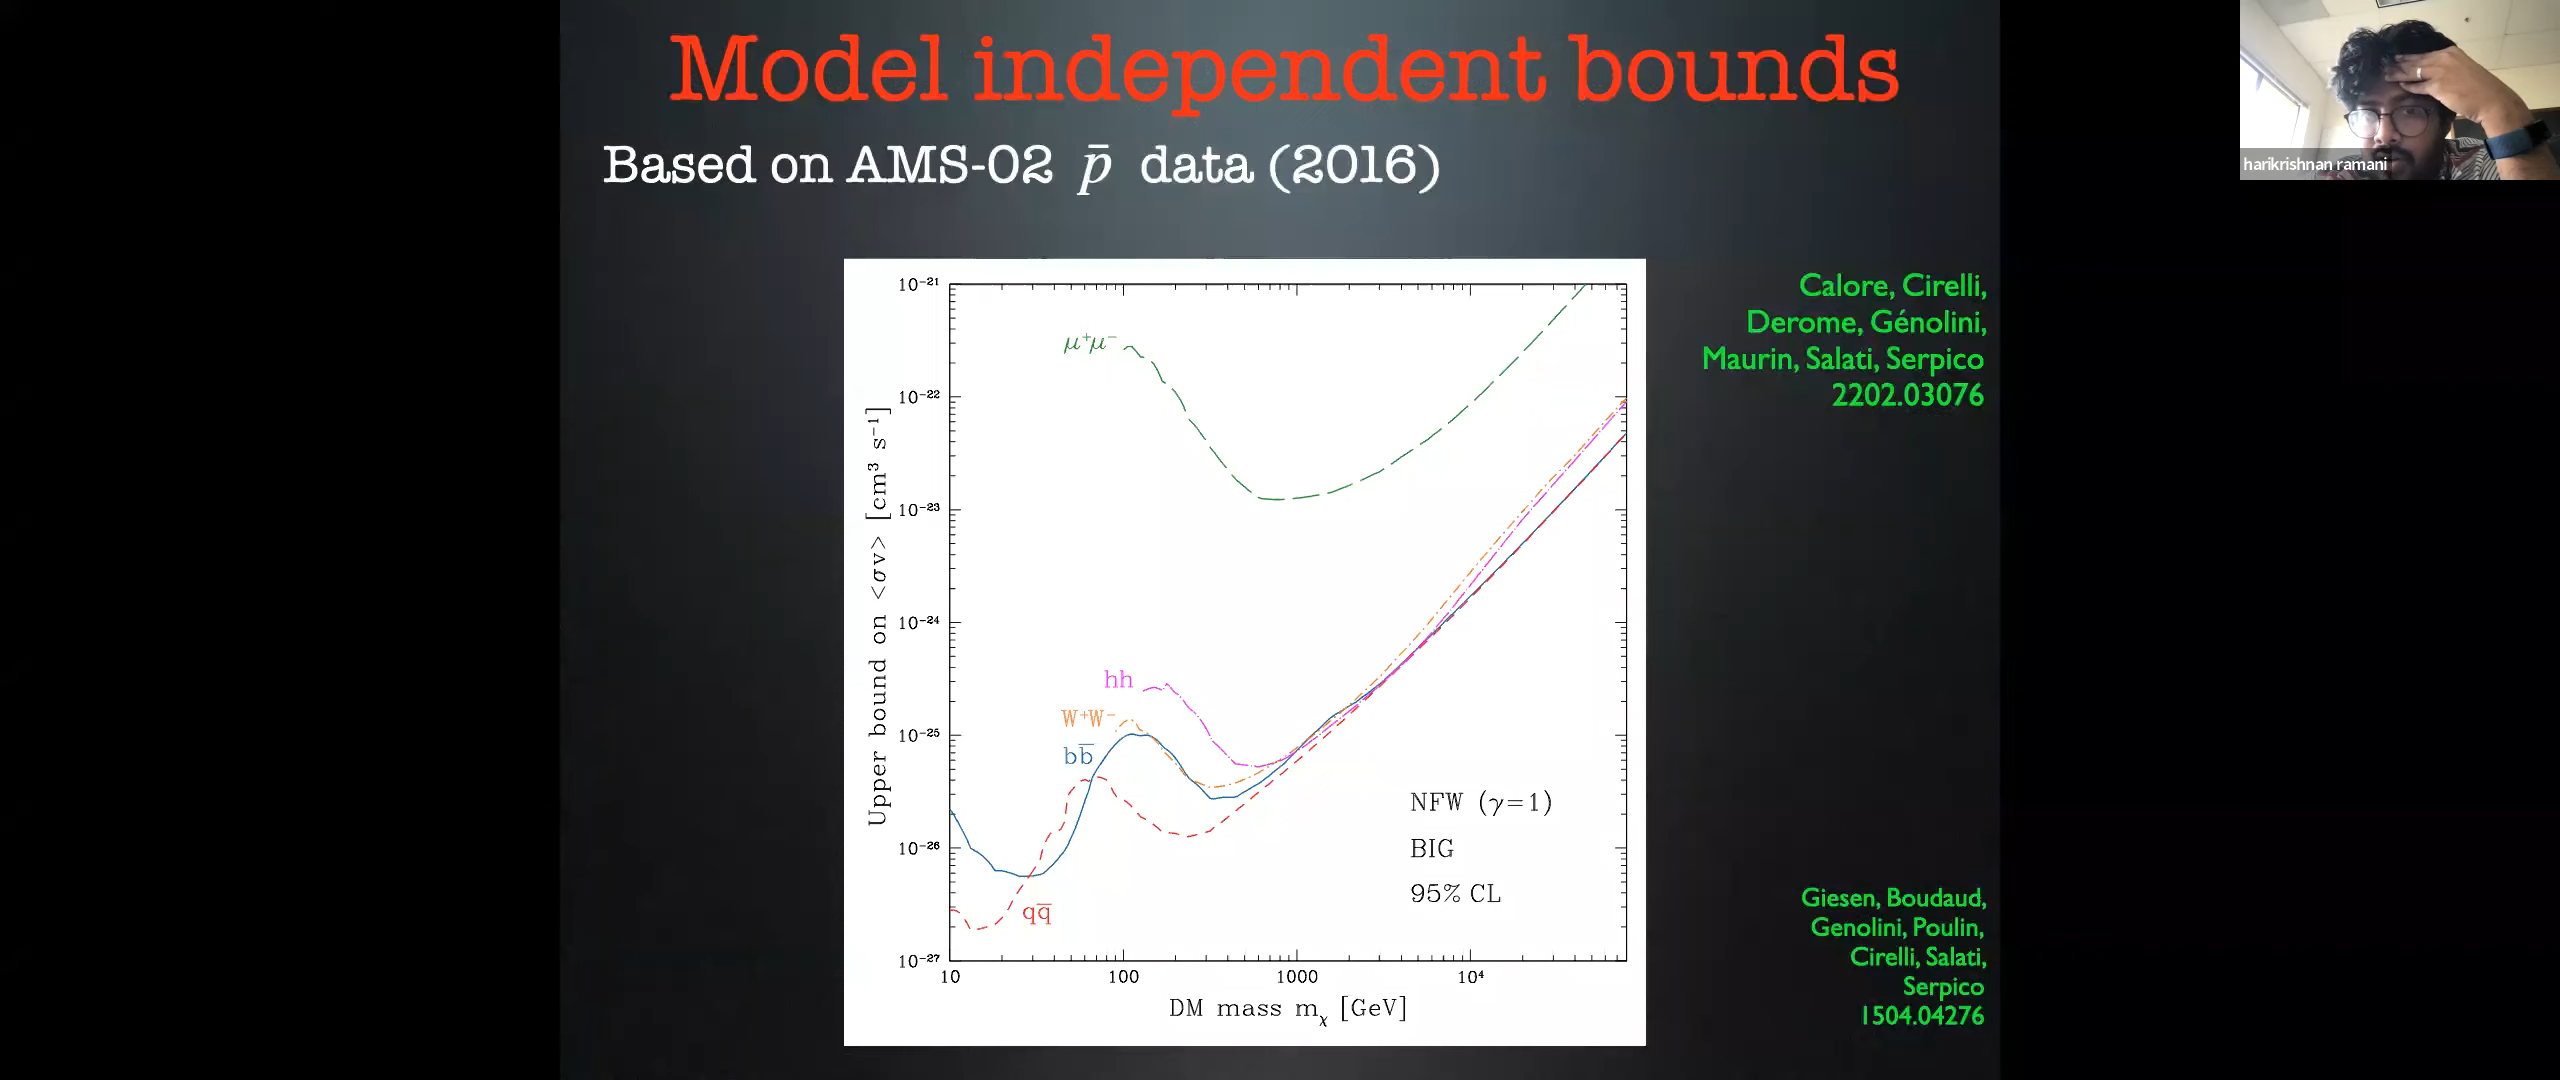 Model independent bounds
Based on AMS-02 p̄ data (2016)
harikrishnan ramani
Calore, Cirelli,
Derome, Génolini,
Maurin, Salati, Serpico
2202.03076
Upper bound on <σv> [cm³ s⁻¹]
10⁻²¹
10⁻²²
10⁻²³
10⁻²⁴
10⁻²⁵
10⁻²⁶
10⁻²⁷
μ⁺μ⁻
hh
W⁺W⁻
bb̄
qq̄
NFW (γ=1)
BIG
95% CL
10 100 1000 10⁴
DM mass mᵪ [GeV]
Giesen, Boudaud,
Genolini, Poulin,
Cirelli, Salati,
Serpico
1504.04276